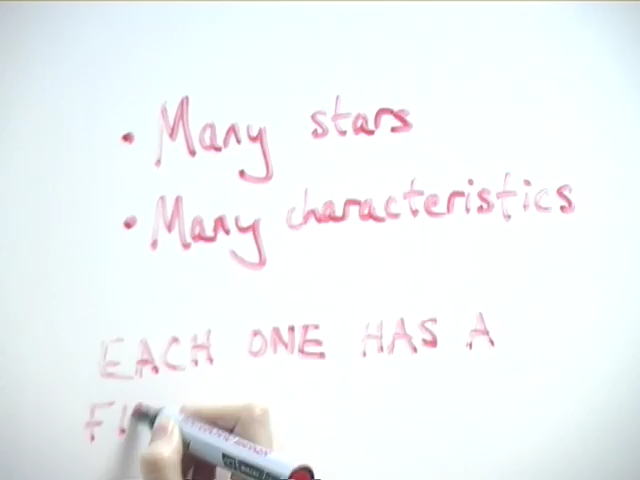 • Many stars
• Many characteristics
EACH ONE HAS A